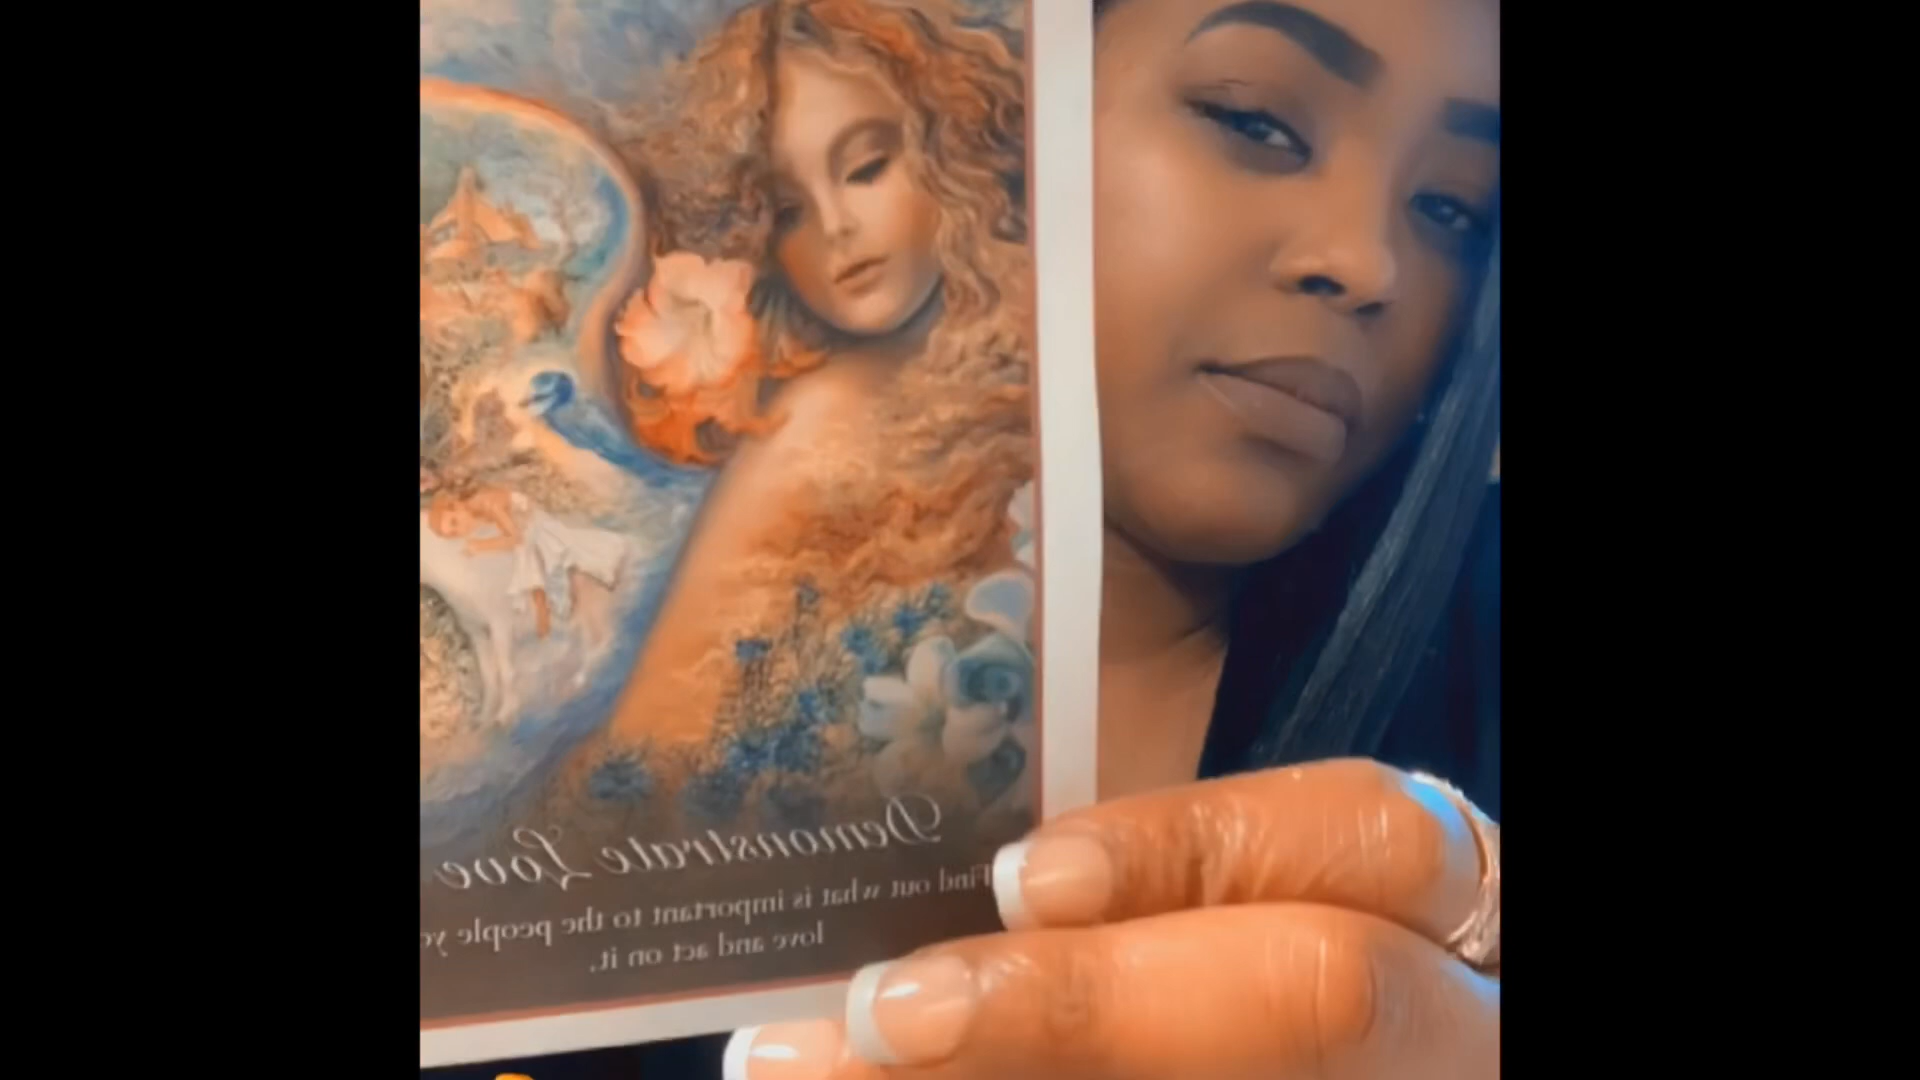 Demonstrate Love
Find out what is important to the people
love and act on it.